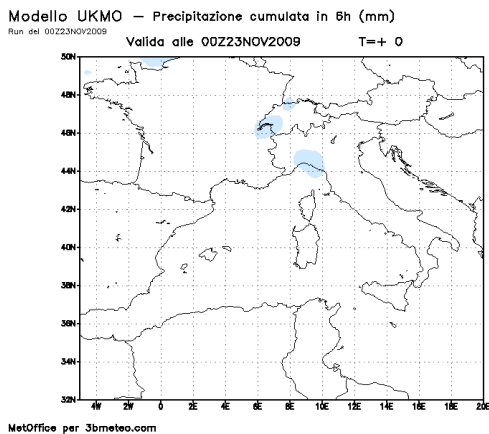 Modello UKMO — Precipitazione cumulata in 6h (mm)
Run del 00Z23NOV2009
Valida alle 00Z23NOV2009 T=+ 0
50N
48N
46N
44N
42N
40N
38N
36N
34N
32N
4W 2W 0 2E 4E 6E 8E 10E 12E 14E 16E 18E 20E
MetOffice per 3bmeteo.com